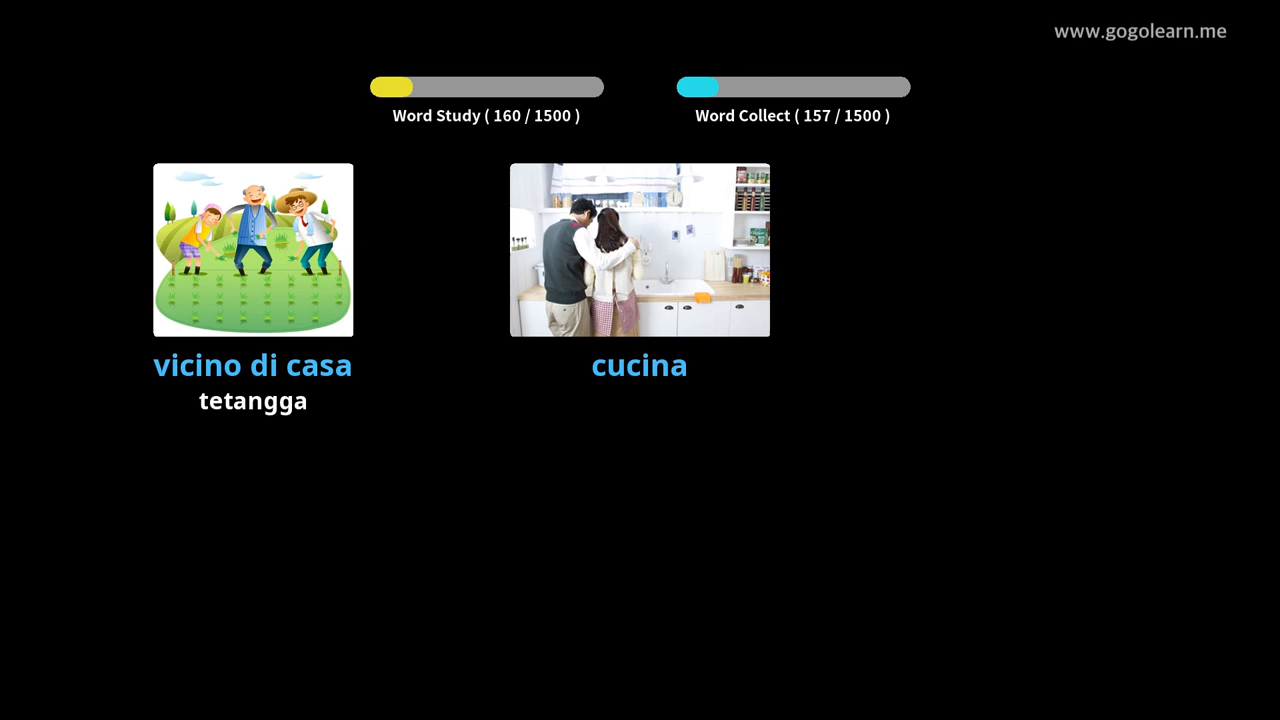 www.gogolearn.me
Word Study ( 160 / 1500 )
Word Collect ( 157 / 1500 )
vicino di casa
tetangga
cucina